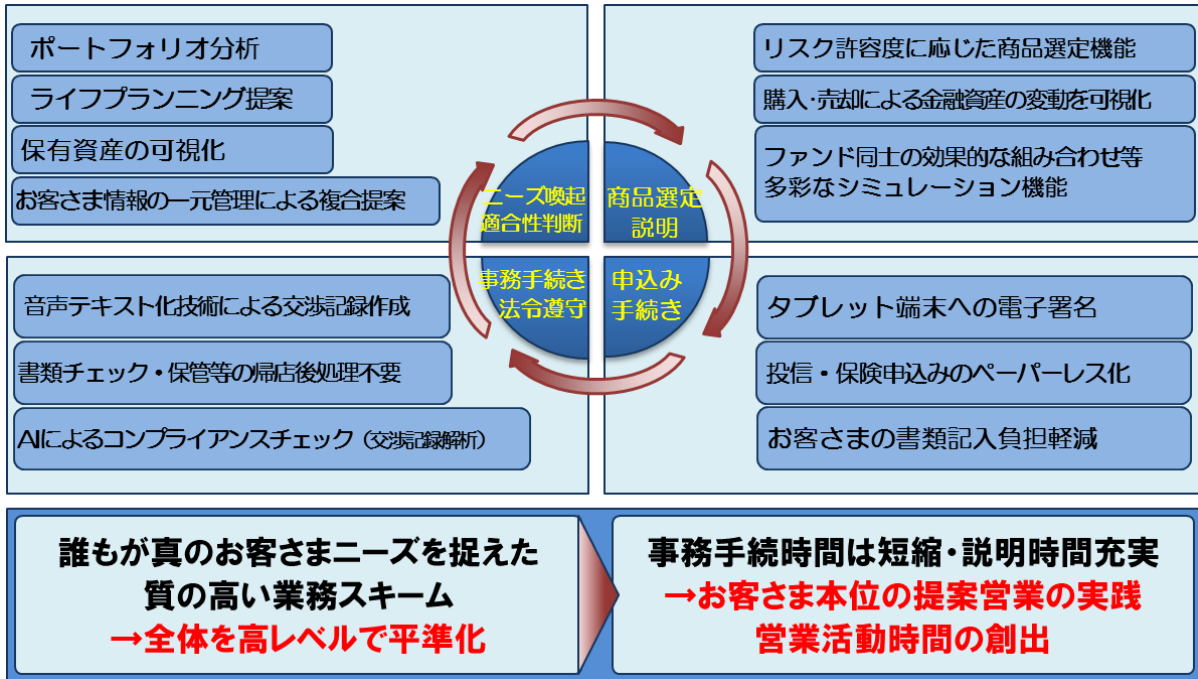 ポートフォリオ分析
ライフプランニング提案
保有資産の可視化
お客さま情報の一元管理による複合提案
リスク許容度に応じた商品選定機能
購入・売却による金融資産の変動を可視化
ファンド同士の効果的な組み合わせ等
多彩なシミュレーション機能
ニーズ喚起
適合性判断
商品選定
説明
事務手続き
法令遵守
申込み
手続き
音声テキスト化技術による交渉記録作成
書類チェック・保管等の帰店後処理不要
AIによるコンプライアンスチェック（交渉記録解析）
タブレット端末への電子署名
投信・保険申込みのペーパーレス化
お客さまの書類記入負担軽減
誰もが真のお客さまニーズを捉えた
質の高い業務スキーム
→全体を高レベルで平準化
事務手続時間は短縮・説明時間充実
→お客さま本位の提案営業の実践
営業活動時間の創出